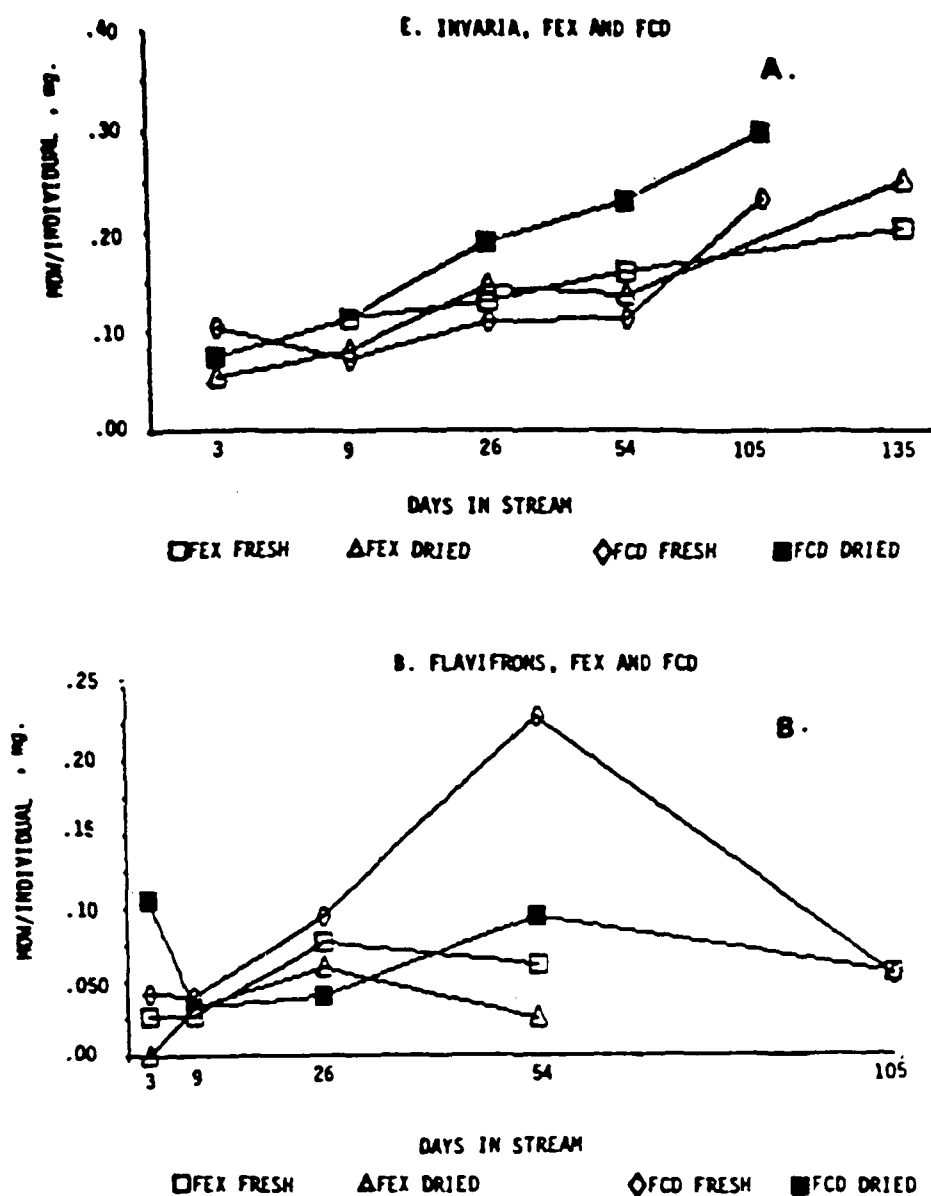 E. INVARIA, FEX AND FCD
A.
MDW/INDIVIDUAL , mg.
.40
.30
.20
.10
.00
3 9 26 54 105 135
DAYS IN STREAM
FEX FRESH FEX DRIED FCD FRESH FCD DRIED
B. FLAVIFRONS, FEX AND FCD
B.
MDW/INDIVIDUAL , mg.
.25
.20
.15
.10
.050
.00
3 9 26 54 105
DAYS IN STREAM
FEX FRESH FEX DRIED FCD FRESH FCD DRIED